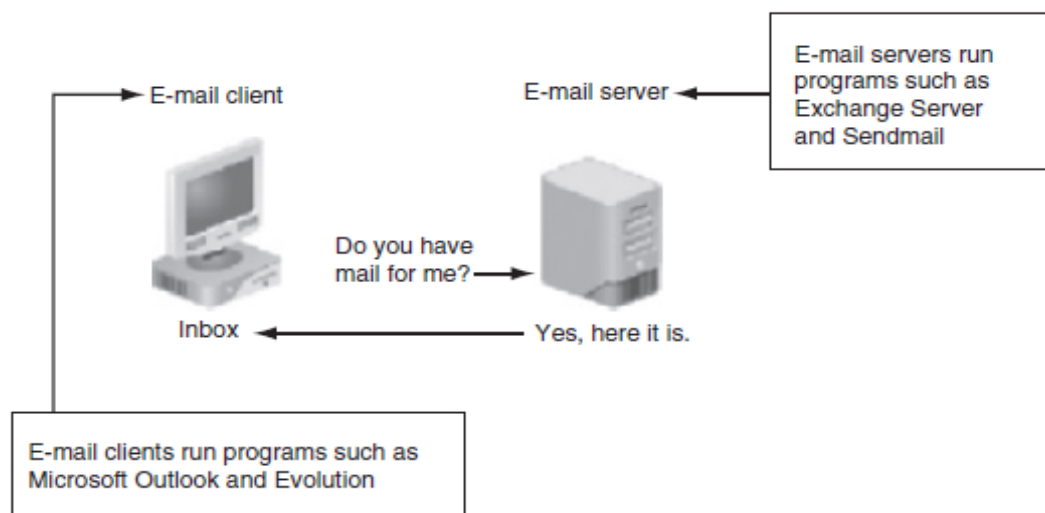 E-mail client
E-mail server
E-mail servers run
programs such as
Exchange Server
and Sendmail
Do you have
mail for me?
Inbox
Yes, here it is.
E-mail clients run programs such as
Microsoft Outlook and Evolution